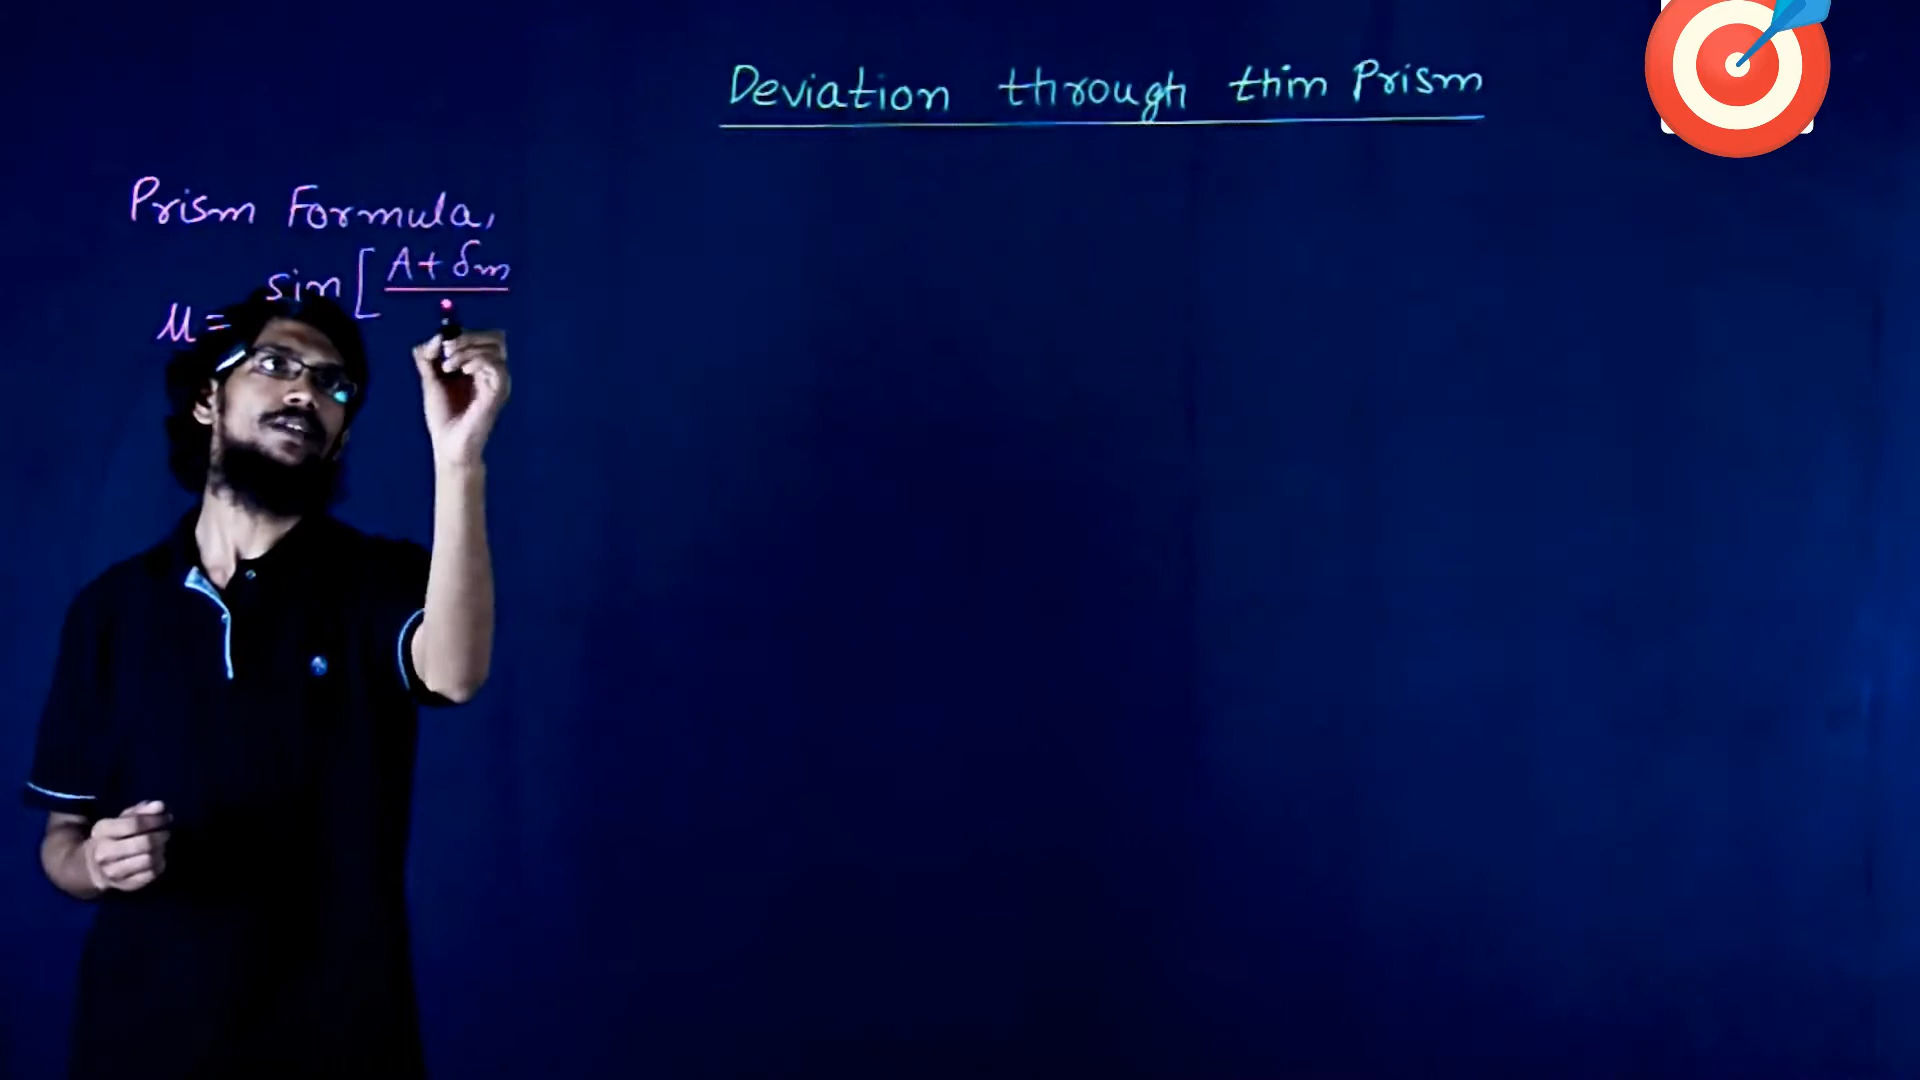 Deviation through thin Prism
Prism Formula,
μ = sin [ A + δm